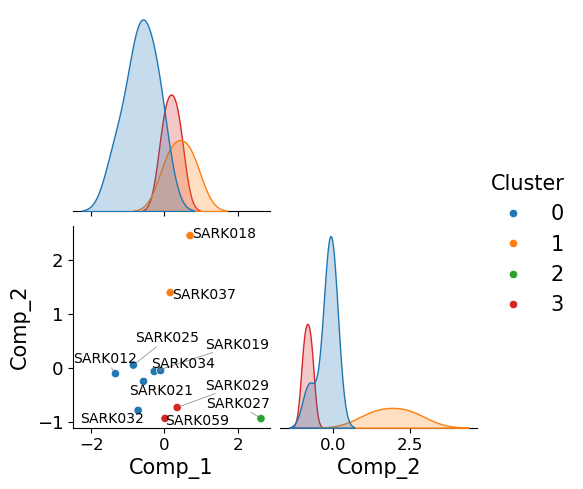 Cluster
0
1
2
3
Comp_2
2
1
0
−1
SARK018
SARK037
SARK025
SARK019
SARK012
SARK034
SARK021
SARK029
SARK027
SARK032
SARK059
−2
0
2
Comp_1
0.0
2.5
Comp_2